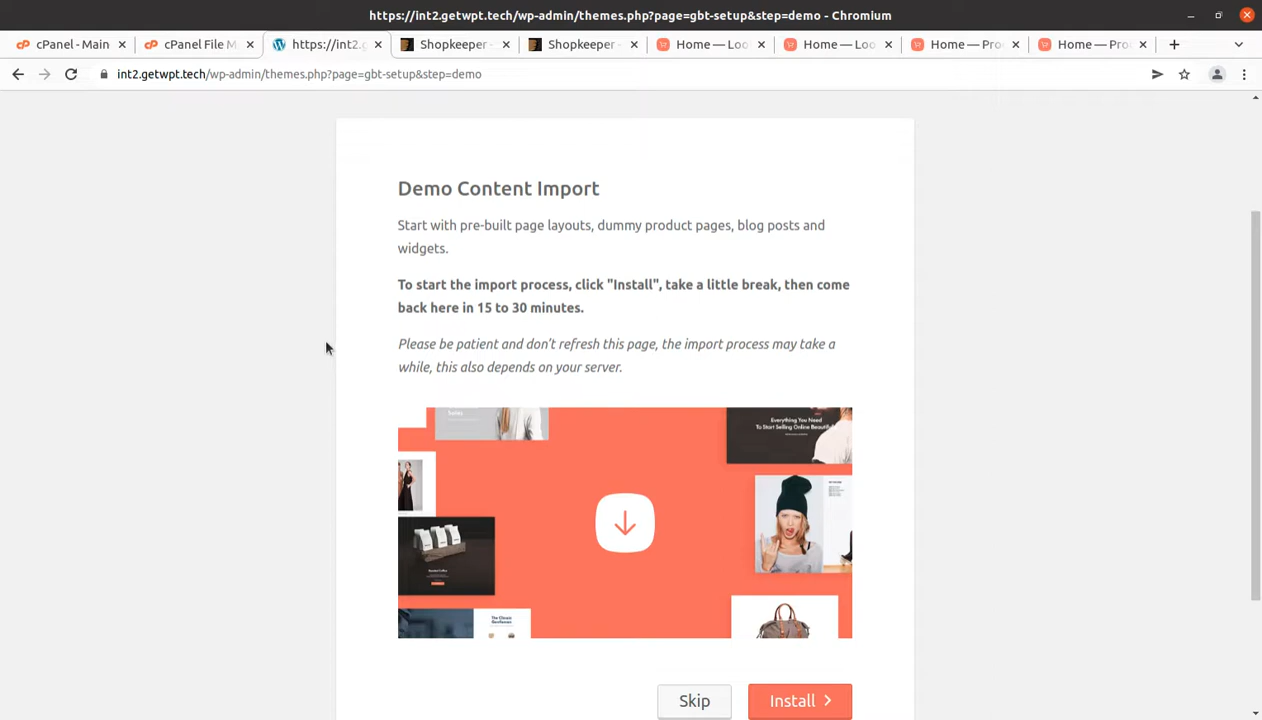 https://int2.getwpt.tech/wp-admin/themes.php?page=gbt-setup&step=demo - Chromium
cPanel - Main
cPanel File M
https://int2.g
Shopkeeper -
Shopkeeper -
Home — Loo
Home — Loo
Home — Pro
Home — Pro
int2.getwpt.tech/wp-admin/themes.php?page=gbt-setup&step=demo
Demo Content Import
Start with pre-built page layouts, dummy product pages, blog posts and
widgets.
To start the import process, click "Install", take a little break, then come
back here in 15 to 30 minutes.
Please be patient and don't refresh this page, the import process may take a
while, this also depends on your server.
Sales
Everything You Need
To Start Selling Online Beautif
The Classic
Gentlemen
Skip
Install